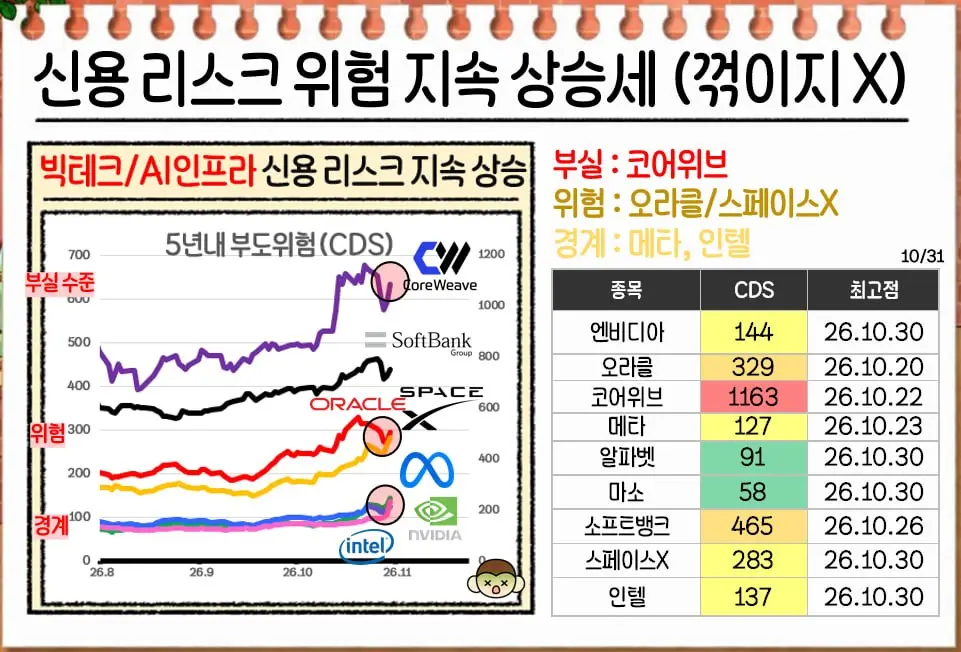 신용 리스크 위험 지속 상승세 (꺾이지 X)
빅테크/AI인프라 신용 리스크 지속 상승
5년내 부도위험(CDS)
700
600
500
400
300
200
100
0
부실 수준
위험
경계
1200
1000
800
600
400
200
0
26.8 26.9 26.10 26.11
CoreWeave
SoftBank
Group
SPACE X
ORACLE
NVIDIA
intel
부실 : 코어위브
위험 : 오라클/스페이스X
경계 : 메타, 인텔
10/31
종목 CDS 최고점
엔비디아 144 26.10.30
오라클 329 26.10.20
코어위브 1163 26.10.22
메타 127 26.10.23
알파벳 91 26.10.30
마소 58 26.10.30
소프트뱅크 465 26.10.26
스페이스X 283 26.10.30
인텔 137 26.10.30